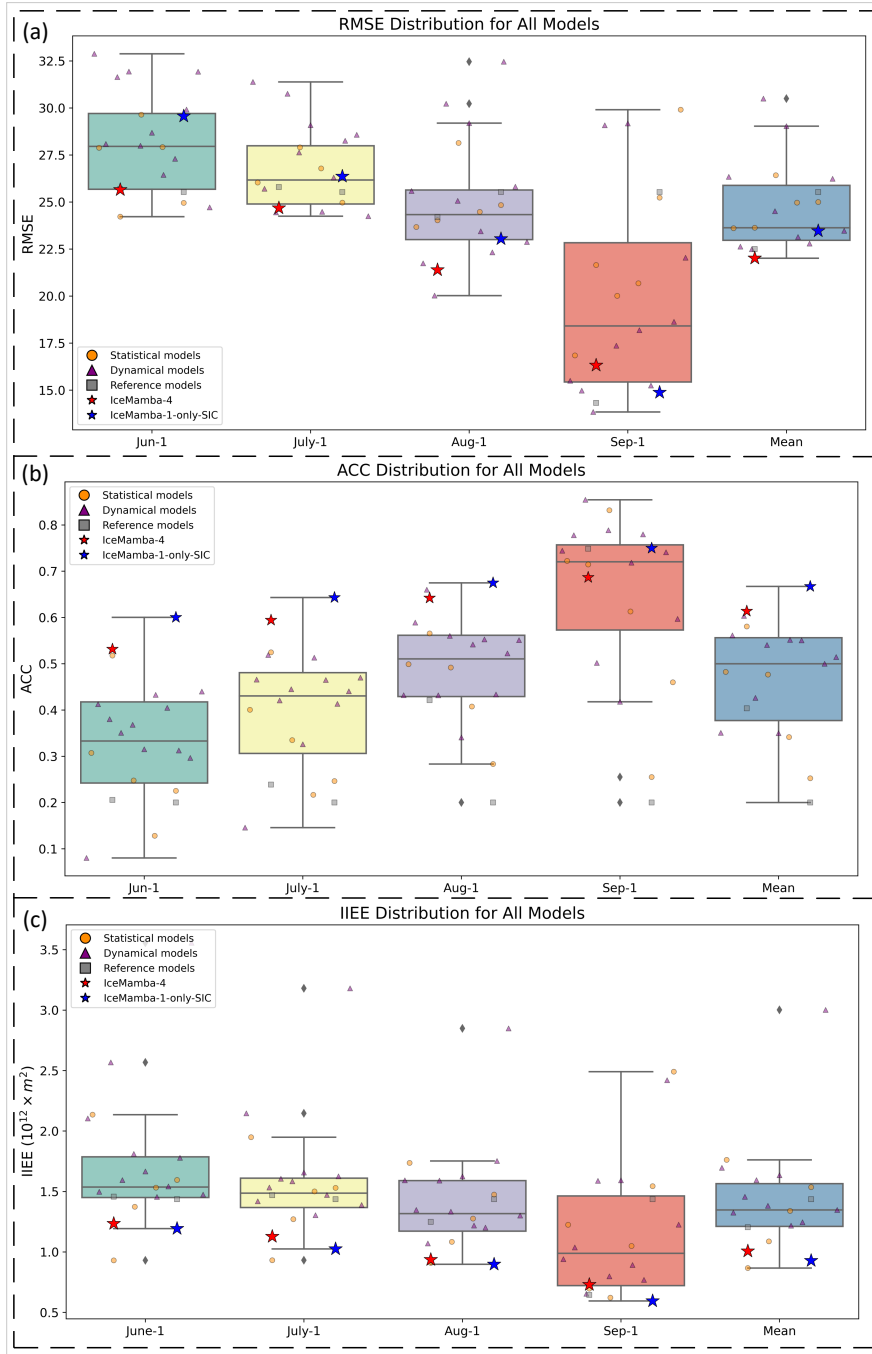 (a)
RMSE Distribution for All Models
32.5
30.0
27.5
25.0
22.5
20.0
17.5
15.0
RMSE
Statistical models
Dynamical models
Reference models
IceMamba-4
IceMamba-1-only-SIC
Jun-1
July-1
Aug-1
Sep-1
Mean
(b)
ACC Distribution for All Models
Statistical models
Dynamical models
Reference models
IceMamba-4
IceMamba-1-only-SIC
0.8
0.7
0.6
0.5
0.4
0.3
0.2
0.1
ACC
Jun-1
July-1
Aug-1
Sep-1
Mean
(c)
IIEE Distribution for All Models
Statistical models
Dynamical models
Reference models
IceMamba-4
IceMamba-1-only-SIC
3.5
3.0
2.5
2.0
1.5
1.0
0.5
IIEE (10¹² × m²)
June-1
July-1
Aug-1
Sep-1
Mean